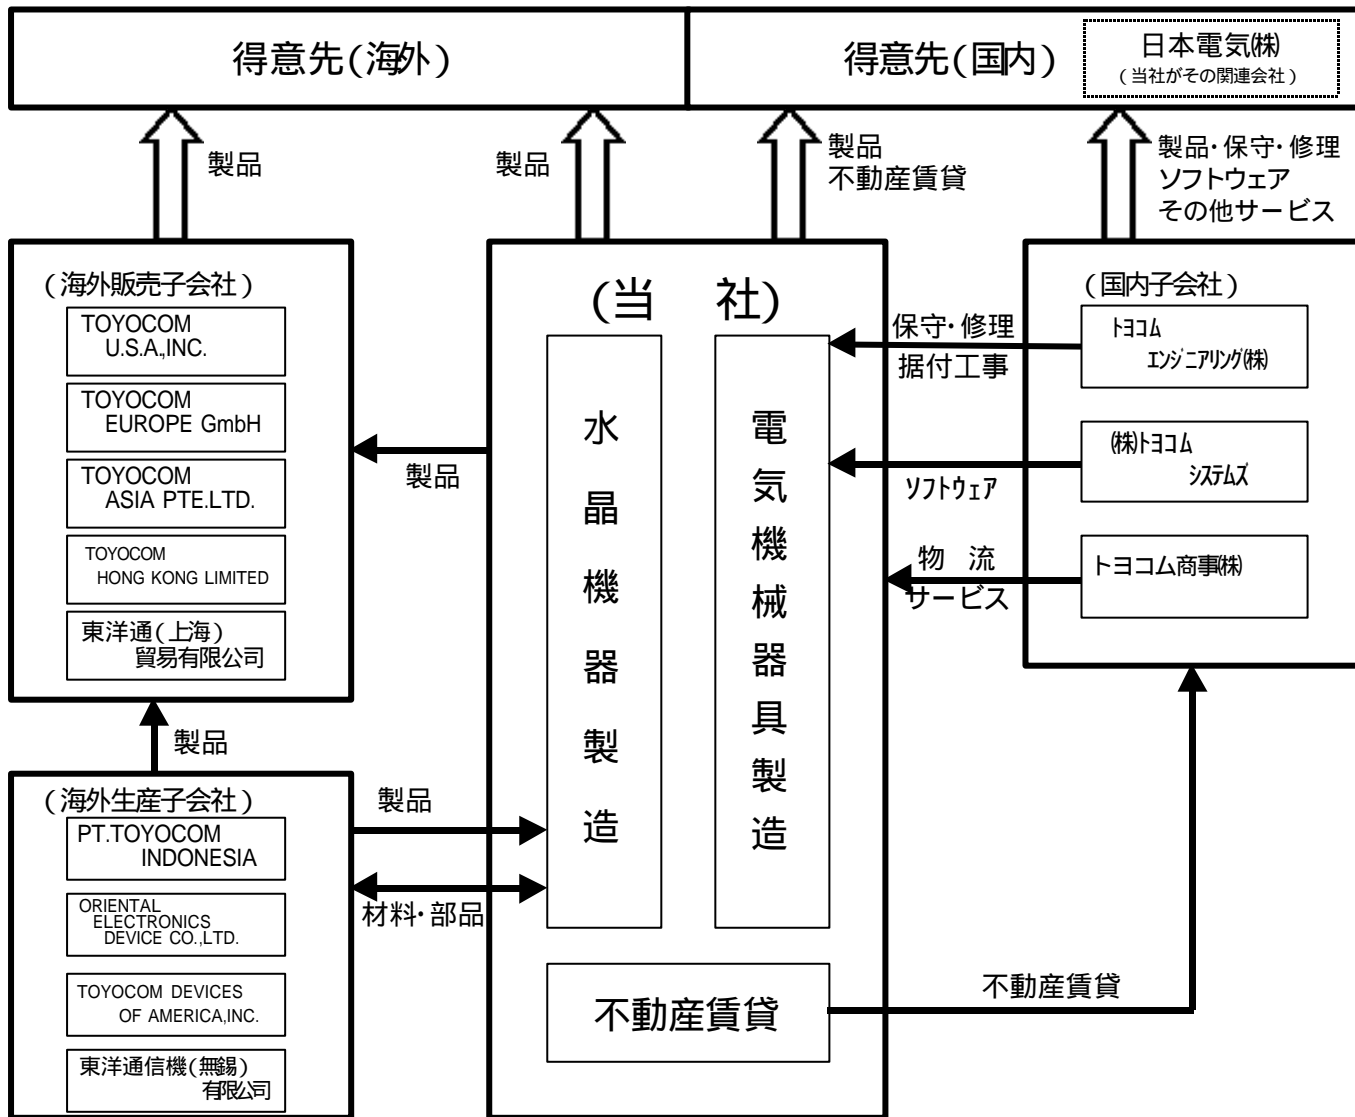 得意先(海外)
得意先(国内)
日本電気㈱
(当社がその関連会社)
製品
製品
製品
不動産賃貸
製品・保守・修理
ソフトウェア
その他サービス
(海外販売子会社)
TOYOCOM
U.S.A.,INC.
TOYOCOM
EUROPE GmbH
TOYOCOM
ASIA PTE.LTD.
TOYOCOM
HONG KONG LIMITED
東洋通(上海)
貿易有限公司
製品
(当 社)
水晶機器製造
電気機械器具製造
不動産賃貸
製品
(国内子会社)
ﾄﾖｺﾑ
ｴﾝｼﾞﾆｱﾘﾝｸﾞ(株)
(株)ﾄﾖｺﾑ
ｼｽﾃﾑｽﾞ
トヨコム商事㈱
保守・修理
据付工事
ｿﾌﾄｳｪｱ
物 流
サービス
不動産賃貸
(海外生産子会社)
PT.TOYOCOM
INDONESIA
ORIENTAL
ELECTRONICS
DEVICE CO.,LTD.
TOYOCOM DEVICES
OF AMERICA,INC.
東洋通信機(無錫)
有限公司
製品
材料・部品